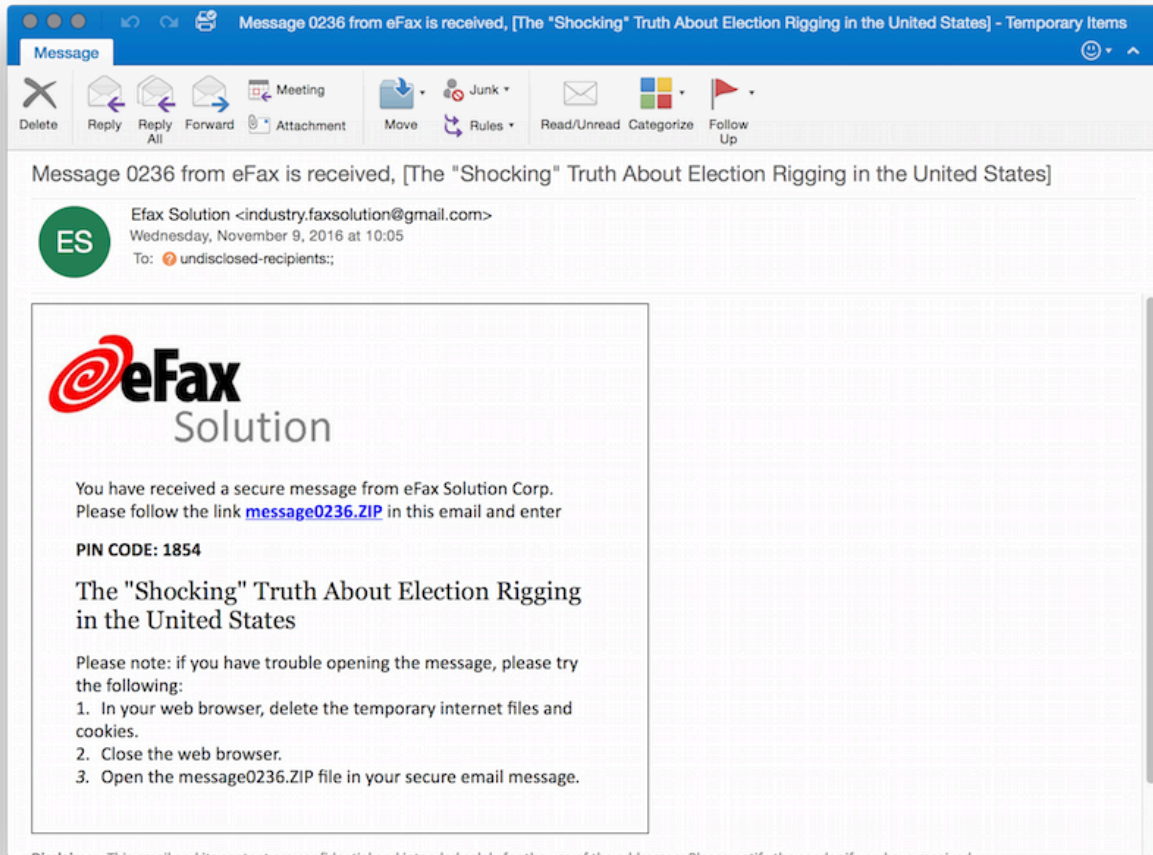 Message 0236 from eFax is received, [The "Shocking" Truth About Election Rigging in the United States] - Temporary Items
Message
Delete
Reply
Reply All
Forward
Meeting
Attachment
Move
Junk
Rules
Read/Unread
Categorize
Follow Up
Message 0236 from eFax is received, [The "Shocking" Truth About Election Rigging in the United States]
ES
Efax Solution <industry.faxsolution@gmail.com>
Wednesday, November 9, 2016 at 10:05
To: undisclosed-recipients:;
eFax
Solution
You have received a secure message from eFax Solution Corp.
Please follow the link message0236.ZIP in this email and enter
PIN CODE: 1854
The "Shocking" Truth About Election Rigging
in the United States
Please note: if you have trouble opening the message, please try
the following:
1. In your web browser, delete the temporary internet files and
cookies.
2. Close the web browser.
3. Open the message0236.ZIP file in your secure email message.